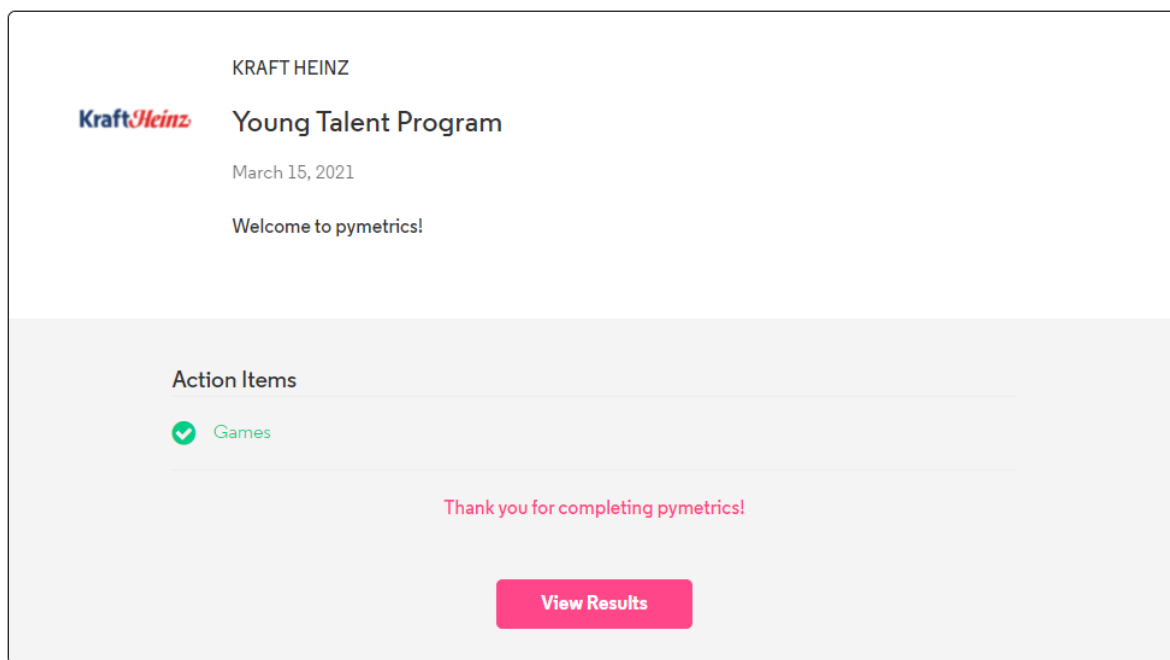 KRAFT HEINZ
KraftHeinz
Young Talent Program
March 15, 2021
Welcome to pymetrics!
Action Items
Games
Thank you for completing pymetrics!
View Results